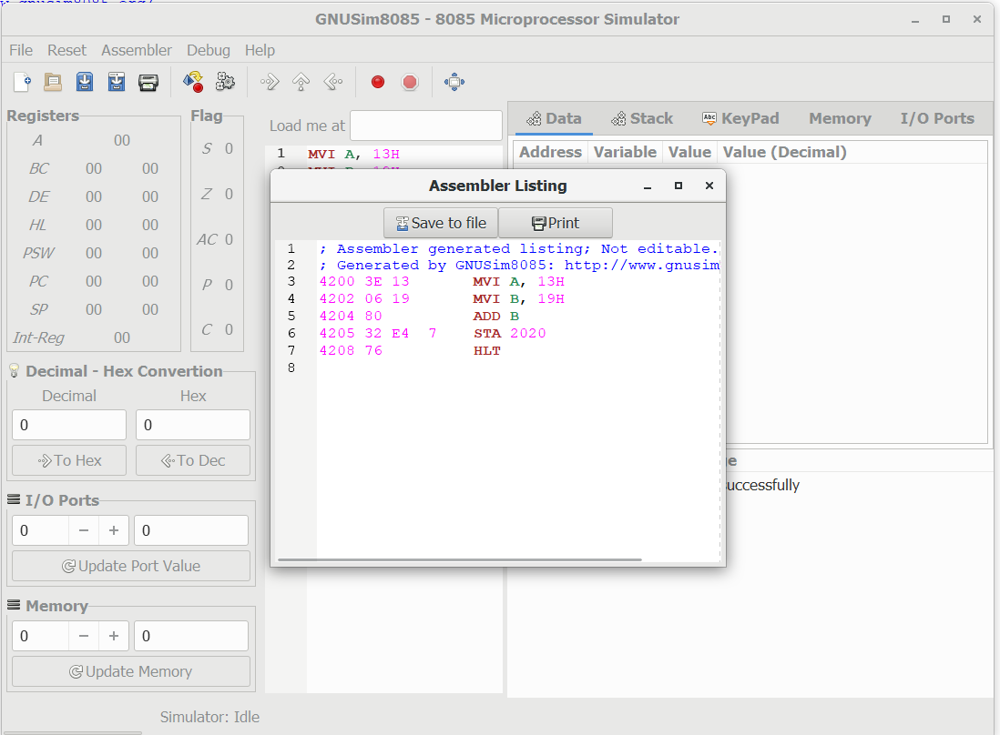 GNUSim8085 - 8085 Microprocessor Simulator
File Reset Assembler Debug Help
Registers
A 00
BC 00 00
DE 00 00
HL 00 00
PSW 00 00
PC 00 00
SP 00 00
Int-Reg 00
Flag
S 0
Z 0
AC 0
P 0
C 0
Decimal - Hex Convertion
Decimal Hex
0 0
To Hex To Dec
I/O Ports
0 − + 0
Update Port Value
Memory
0 − + 0
Update Memory
Load me at
1 MVI A, 13H
Data Stack Abc KeyPad Memory I/O Ports
Address Variable Value Value (Decimal)
Assembler Listing
Save to file Print
1 ; Assembler generated listing; Not editable.
2 ; Generated by GNUSim8085: http://www.gnusim
3 4200 3E 13 MVI A, 13H
4 4202 06 19 MVI B, 19H
5 4204 80 ADD B
6 4205 32 E4 7 STA 2020
7 4208 76 HLT
8
uccessfully
Simulator: Idle